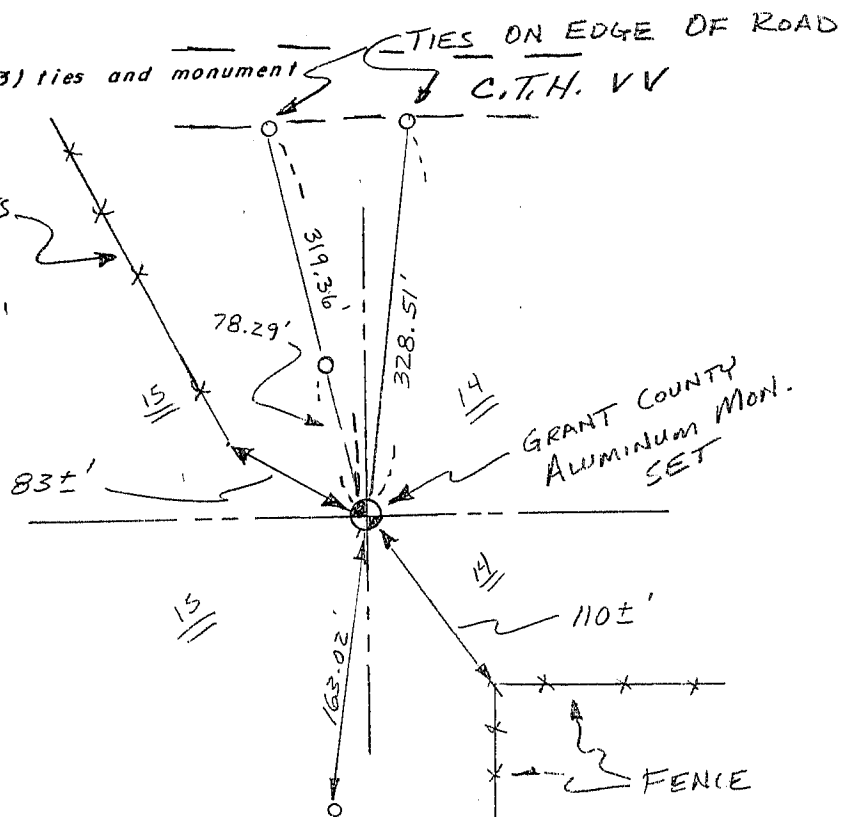 TIES ON EDGE OF ROAD
3) ties and monument
C.T.H. VV
319.36'
328.51'
78.29'
15
14
GRANT COUNTY
ALUMINUM MON.
SET
83±'
15
14
110±'
163.02'
FENCE